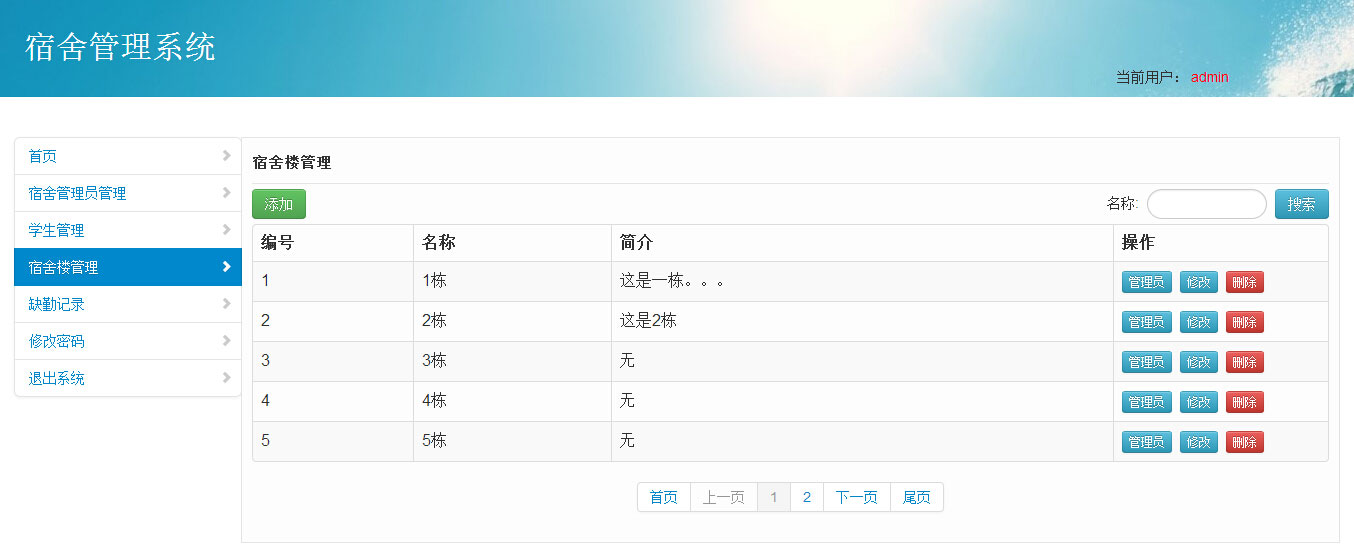 宿舍管理系统
当前用户： admin
首页
宿舍管理员管理
学生管理
宿舍楼管理
缺勤记录
修改密码
退出系统
宿舍楼管理
添加 名称: 搜索
编号 名称 简介 操作
1 1栋 这是一栋。。。 管理员 修改 删除
2 2栋 这是2栋 管理员 修改 删除
3 3栋 无 管理员 修改 删除
4 4栋 无 管理员 修改 删除
5 5栋 无 管理员 修改 删除
首页 上一页 1 2 下一页 尾页